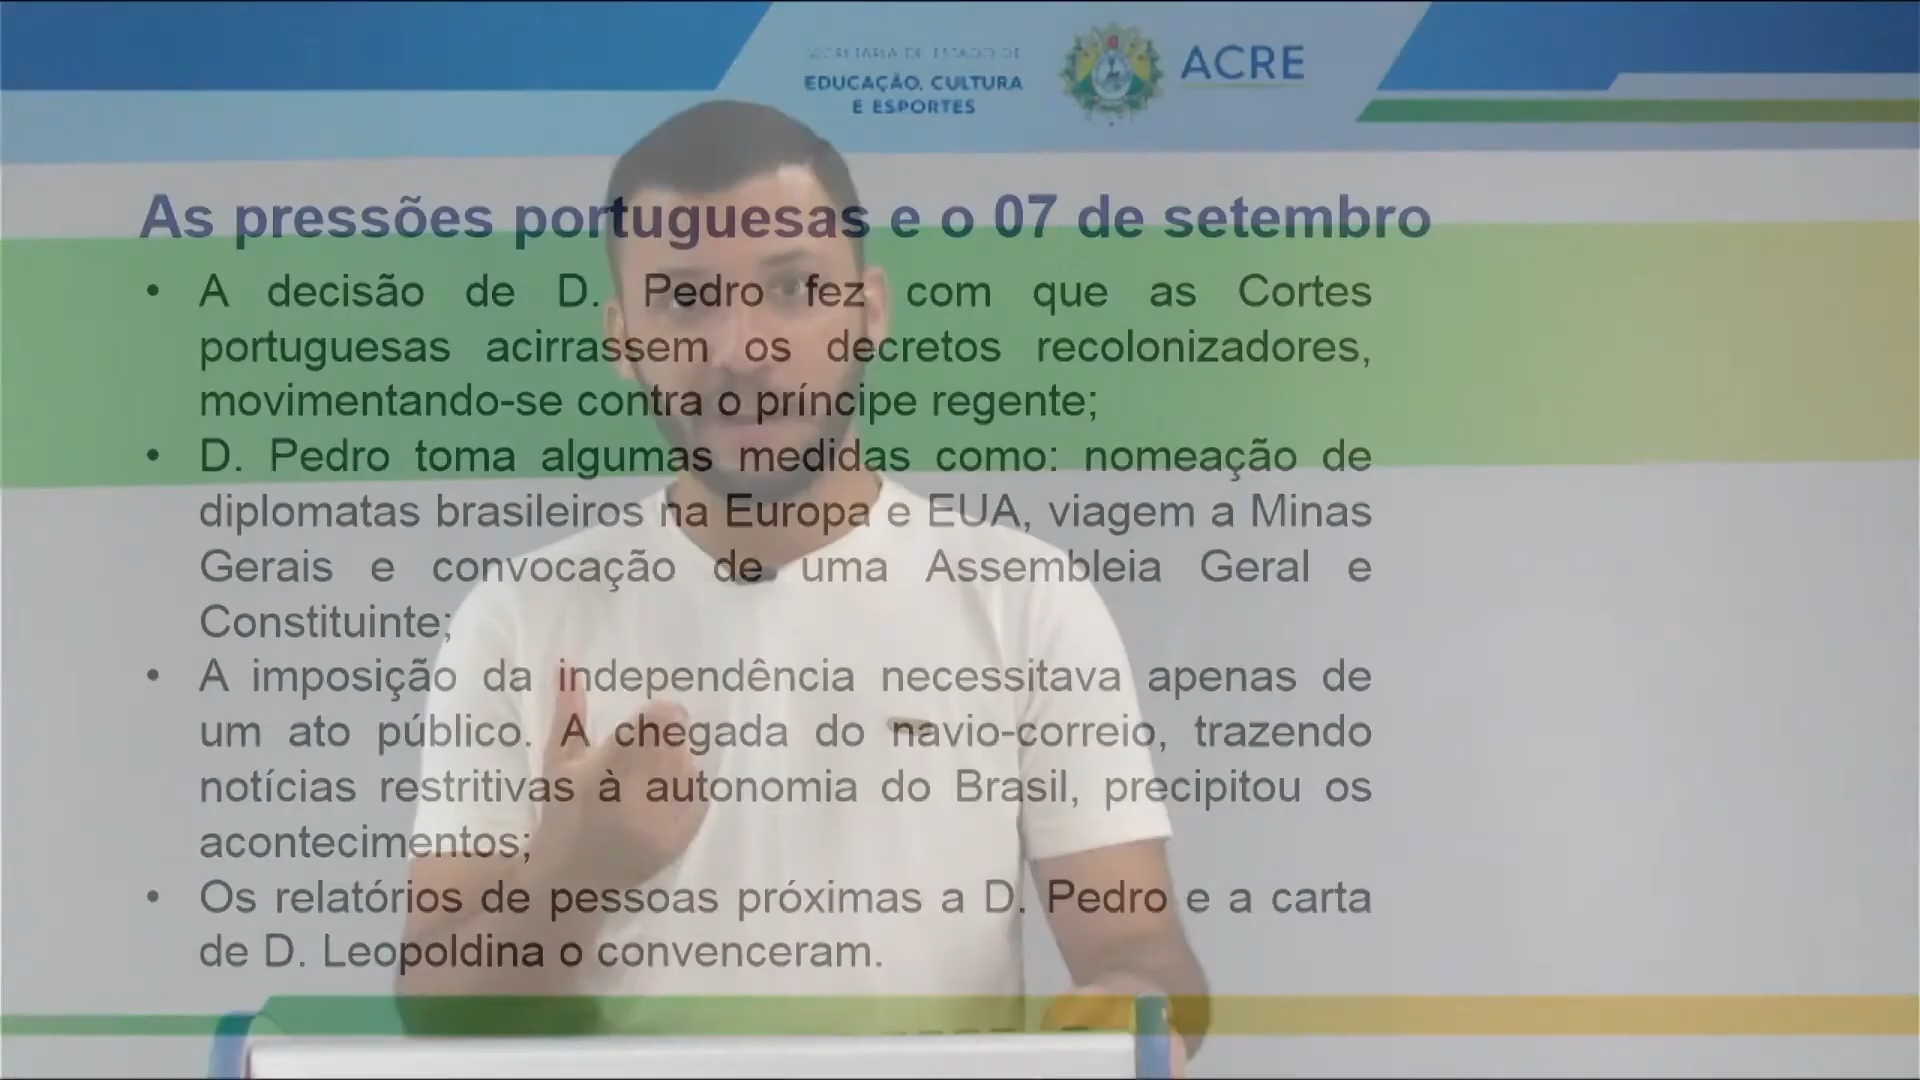 SECRETARIA DE ESTADO DE
EDUCAÇÃO, CULTURA
E ESPORTES
ACRE
As pressões portuguesas e o 07 de setembro
• A decisão de D. Pedro fez com que as Cortes
portuguesas acirrassem os decretos recolonizadores,
movimentando-se contra o príncipe regente;
• D. Pedro toma algumas medidas como: nomeação de
diplomatas brasileiros na Europa e EUA, viagem a Minas
Gerais e convocação de uma Assembleia Geral e
Constituinte;
• A imposição da independência necessitava apenas de
um ato público. A chegada do navio-correio, trazendo
notícias restritivas à autonomia do Brasil, precipitou os
acontecimentos;
• Os relatórios de pessoas próximas a D. Pedro e a carta
de D. Leopoldina o convenceram.